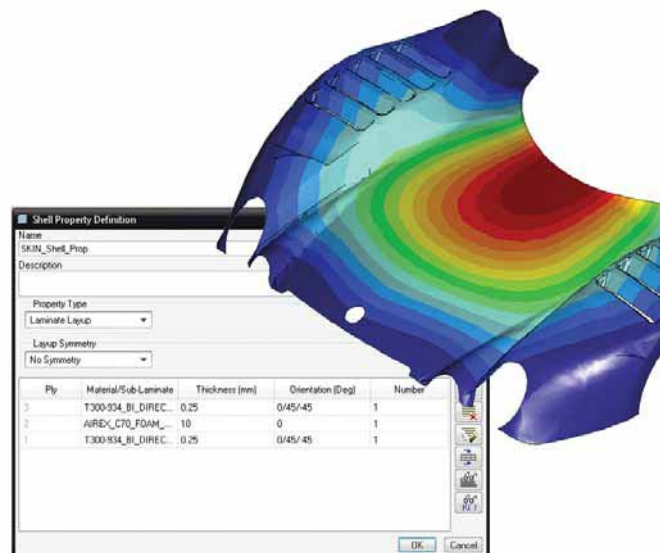 Shell Property Definition
Name
SKIN_Shell_Prop
Description
Property Type
Laminate Layup
Layup Symmetry
No Symmetry
Ply Material/Sub-Laminate Thickness (mm) Orientation (Deg) Number
3 T300-934_BI_DIREC... 0.25 0/45/-45 1
2 AIREX_C70_FOAM_... 10 0 1
1 T300-934_BI_DIREC... 0.25 0/45/-45 1
OK Cancel